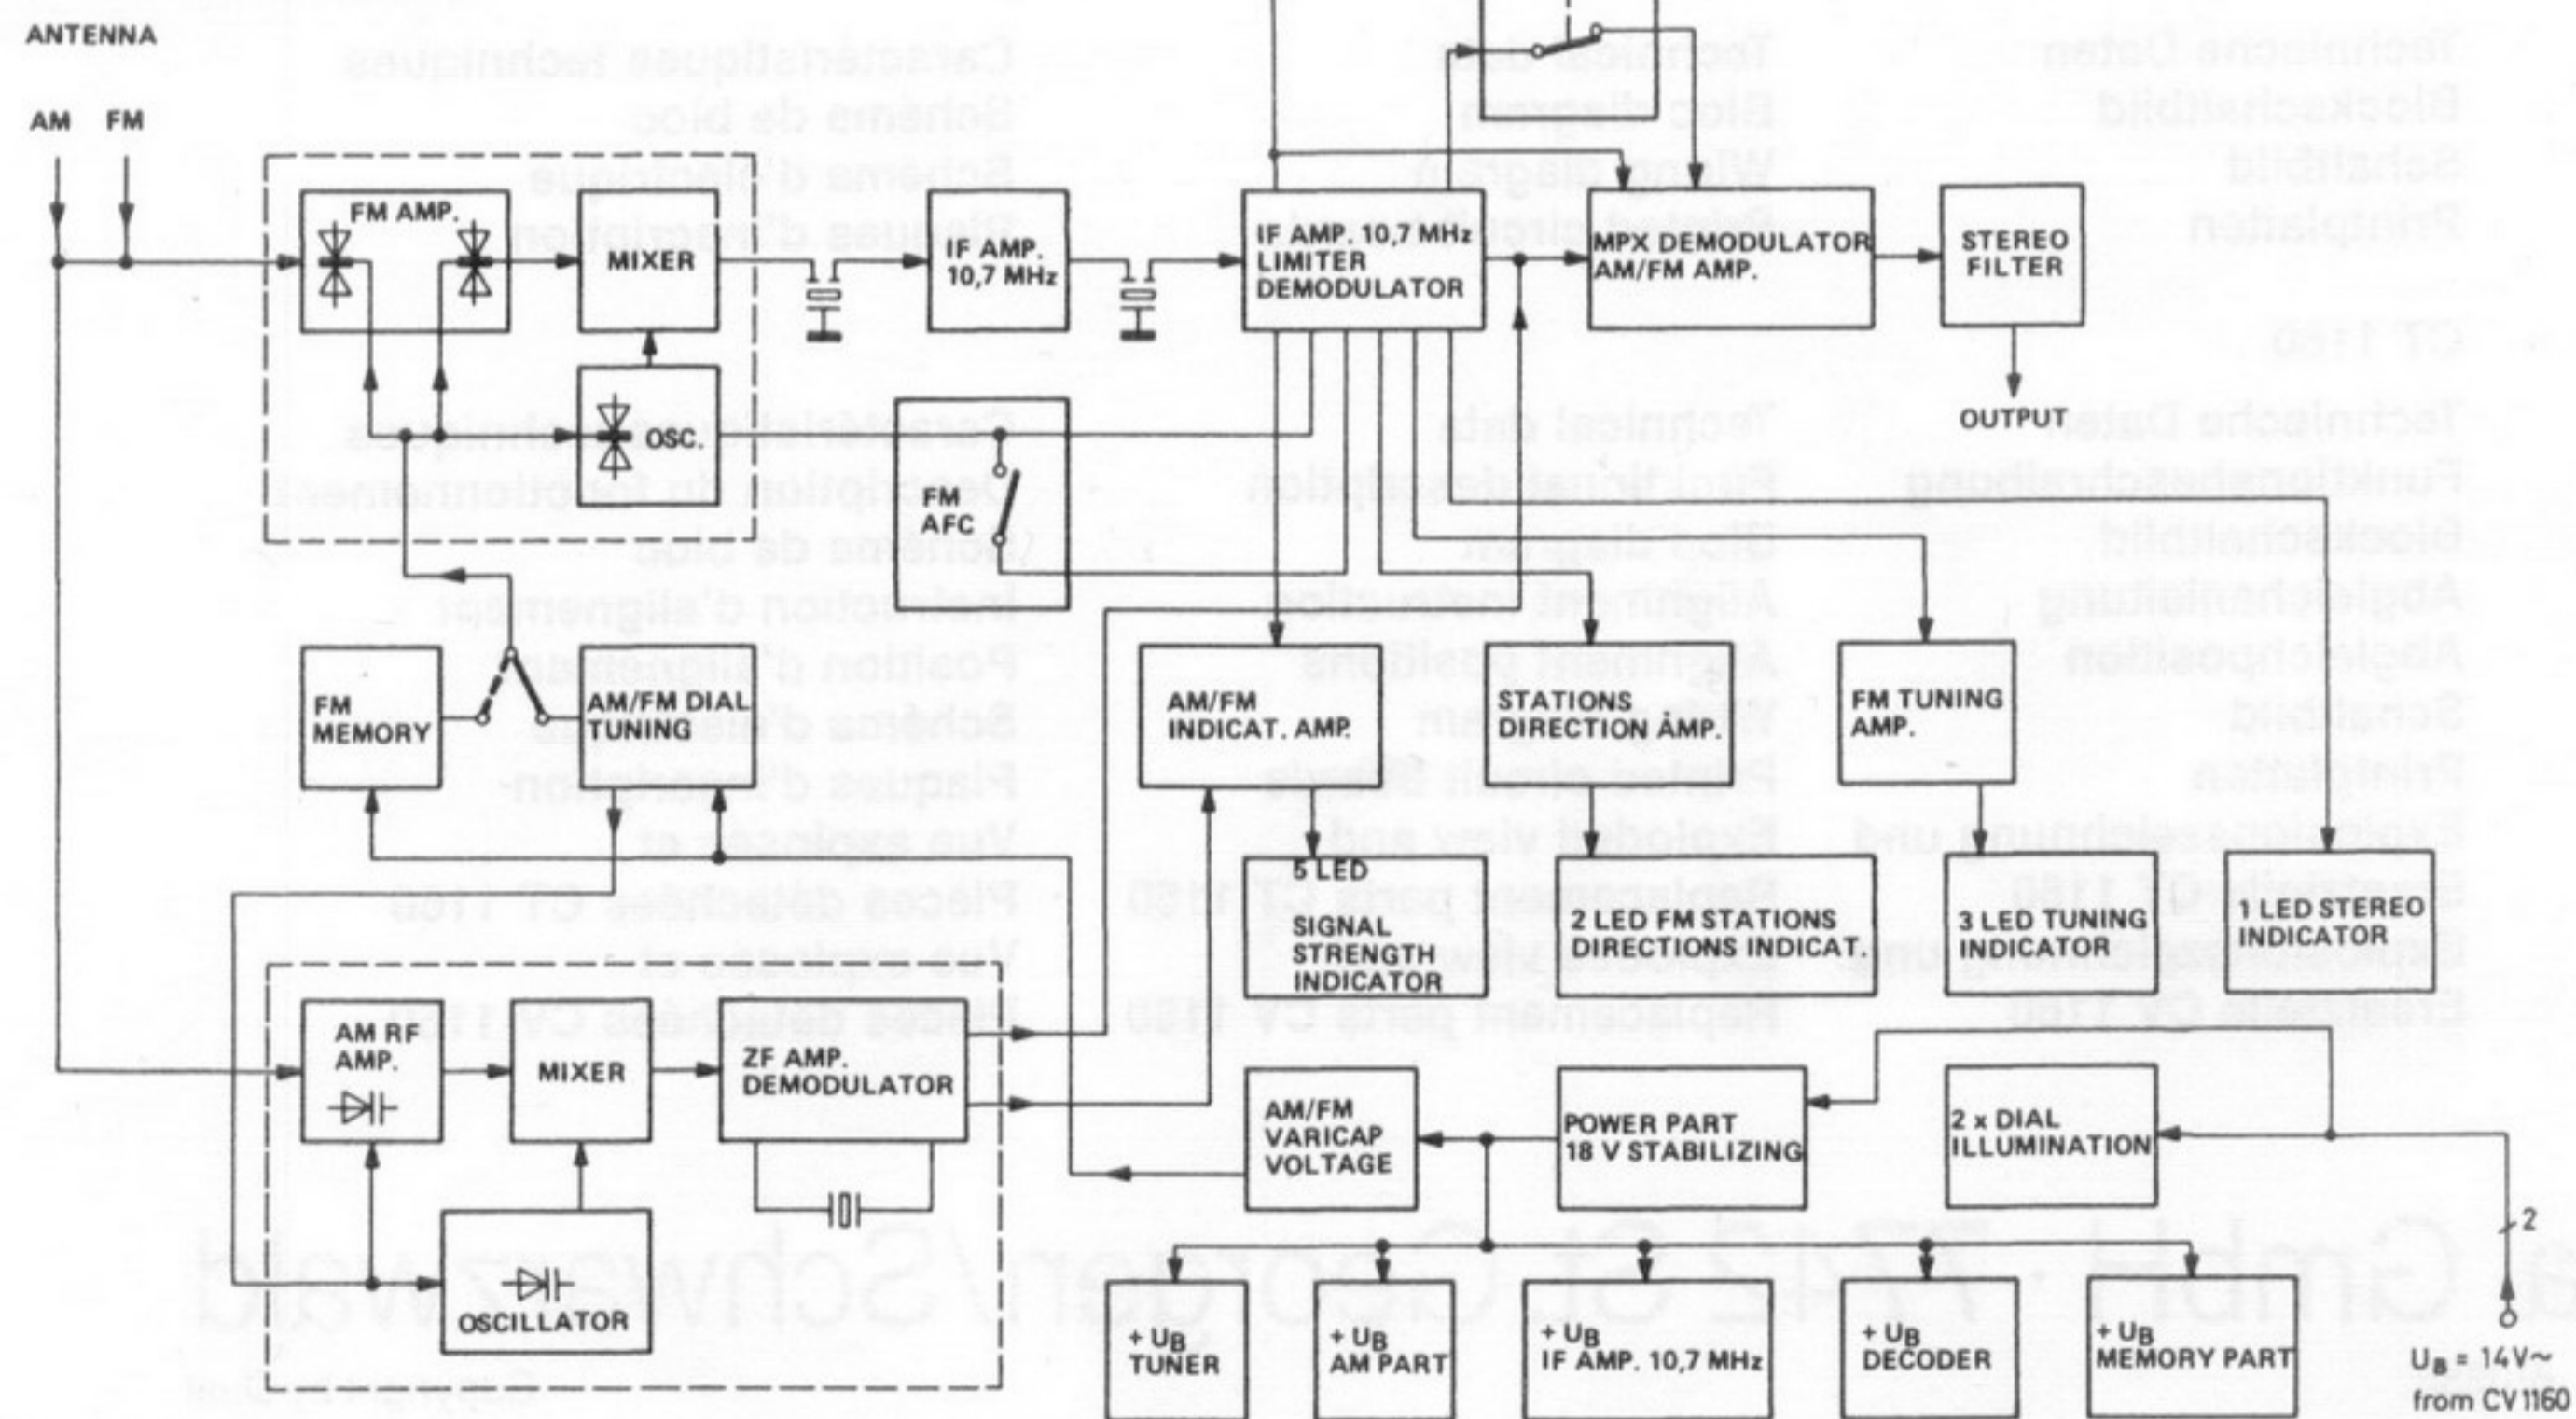 ANTENNA
AM FM
FM AMP.
MIXER
IF AMP.
10,7 MHz
IF AMP. 10,7 MHz
LIMITER
DEMODULATOR
MPX DEMODULATOR
AM/FM AMP.
STEREO
FILTER
OUTPUT
OSC.
FM
AFC
FM
MEMORY
AM/FM DIAL
TUNING
AM/FM
INDICAT. AMP.
STATIONS
DIRECTION AMP.
FM TUNING
AMP.
5 LED
SIGNAL
STRENGTH
INDICATOR
2 LED FM STATIONS
DIRECTIONS INDICAT.
3 LED TUNING
INDICATOR
1 LED STEREO
INDICATOR
AM RF
AMP.
MIXER
ZF AMP.
DEMODULATOR
OSCILLATOR
AM/FM
VARICAP
VOLTAGE
POWER PART
18 V STABILIZING
2 x DIAL
ILLUMINATION
2
+ UB
TUNER
+ UB
AM PART
+ UB
IF AMP. 10,7 MHz
+ UB
DECODER
+ UB
MEMORY PART
UB = 14V~
from CV1160